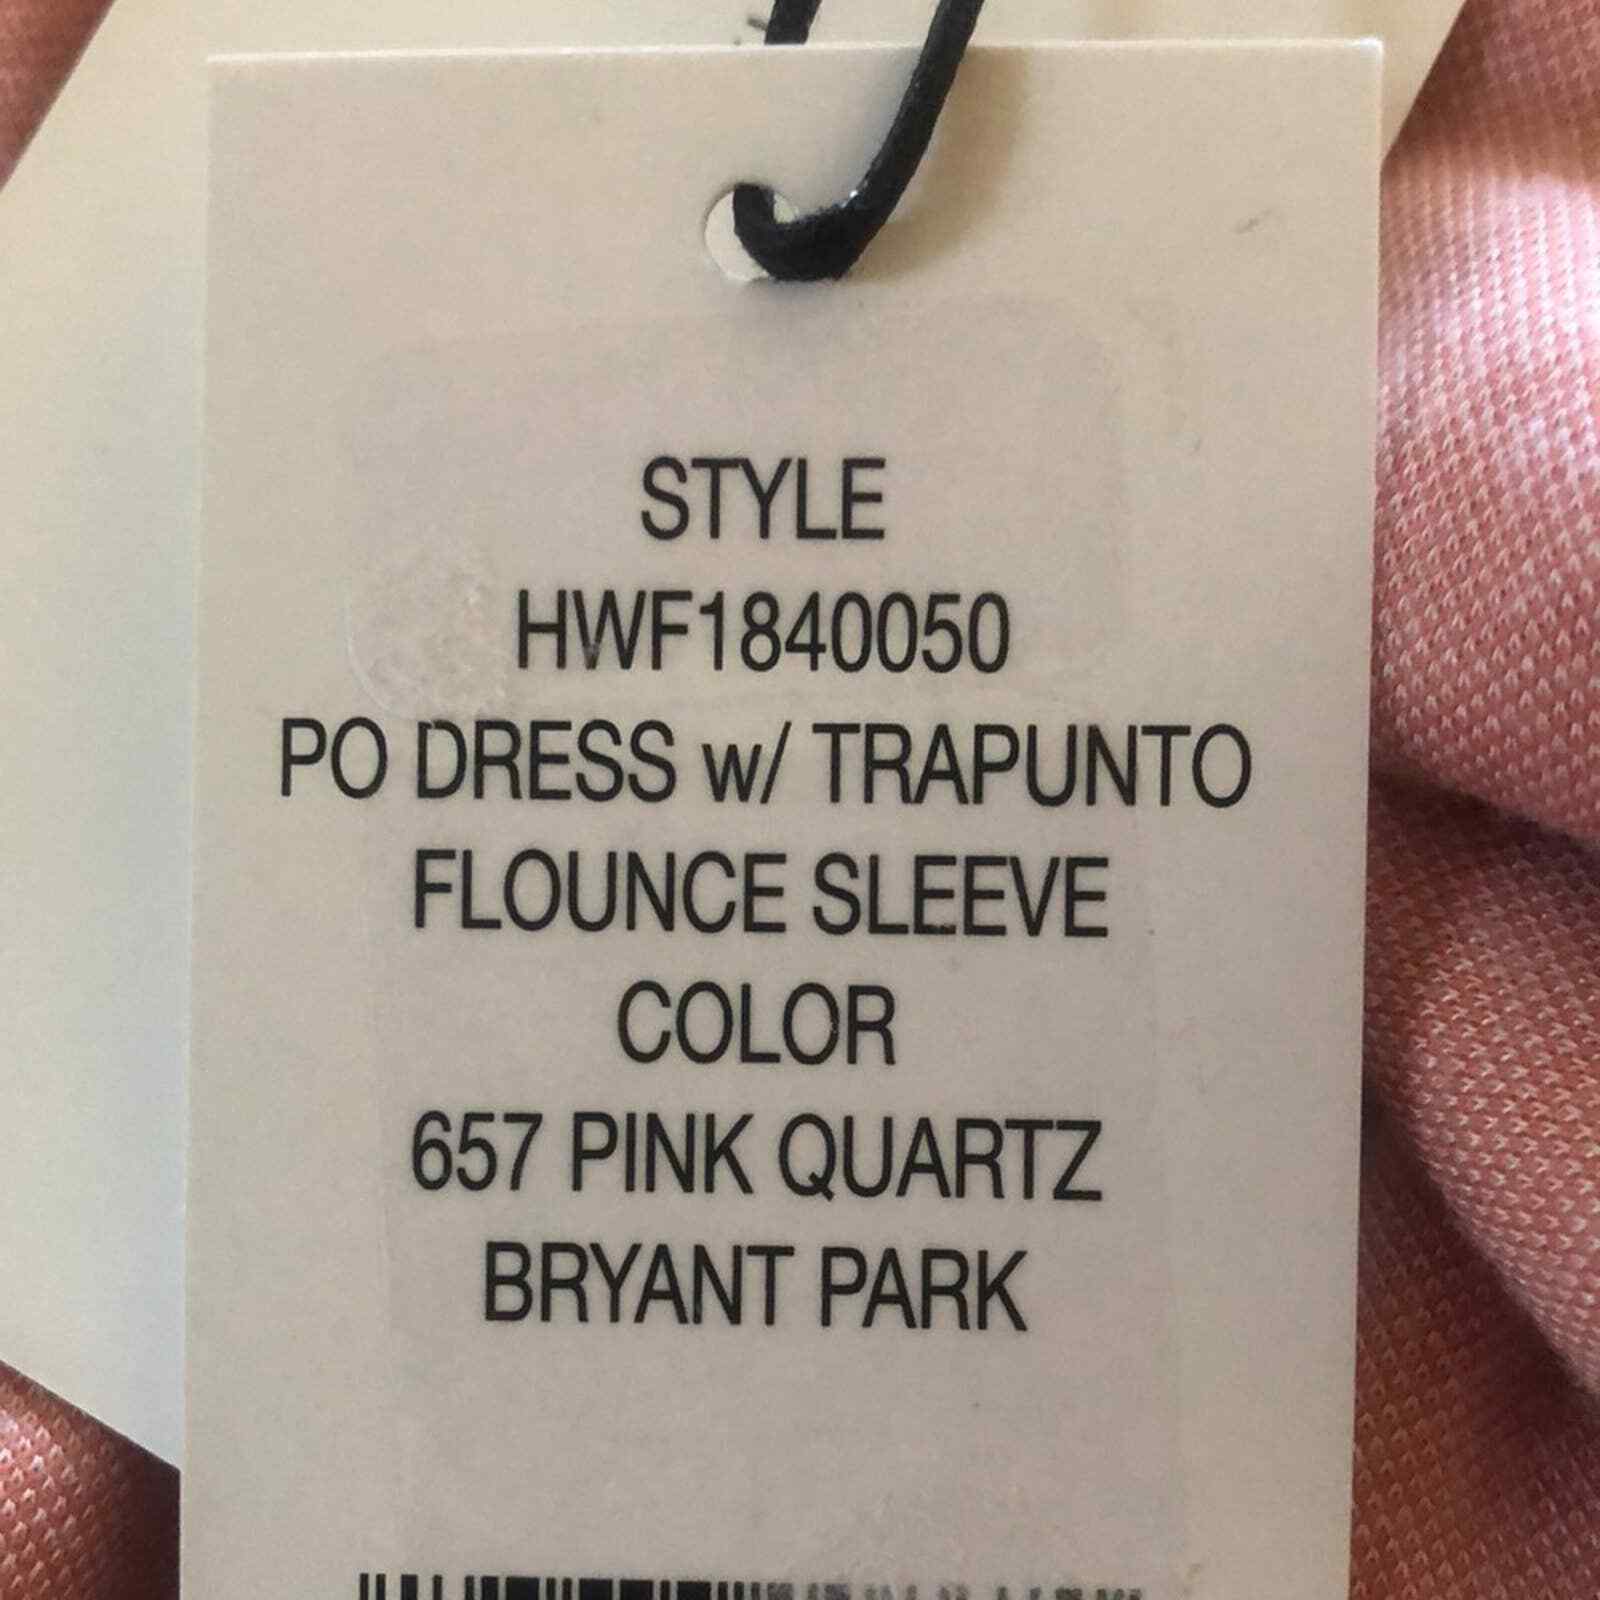 STYLE
HWF1840050
PO DRESS w/ TRAPUNTO
FLOUNCE SLEEVE
COLOR
657 PINK QUARTZ
BRYANT PARK